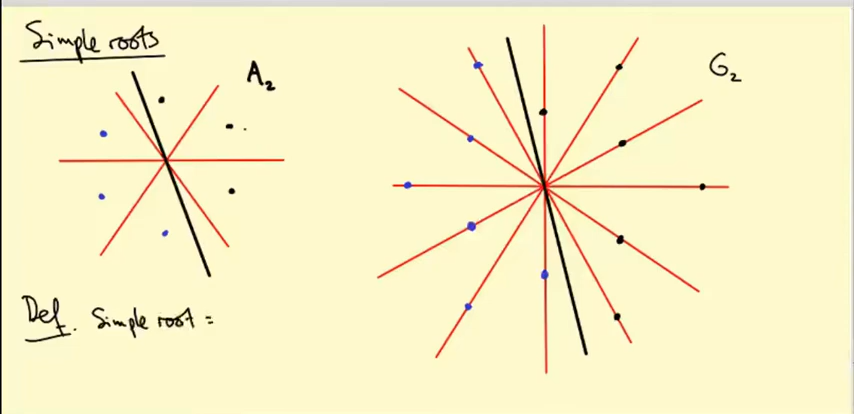 Simple roots
A₂
G₂
Def. Simple root =